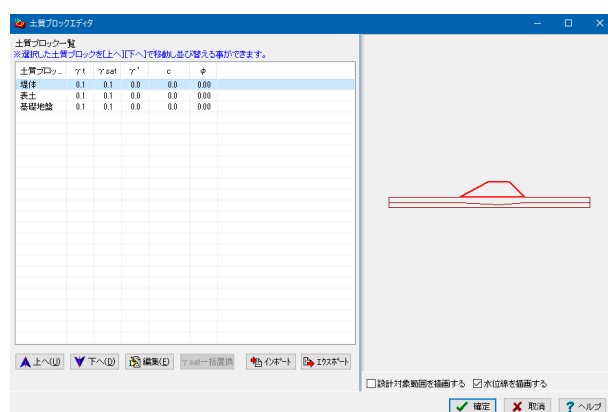 土質ブロックエディタ
土質ブロック一覧
※選択した土質ブロックを[上へ][下へ]で移動し並び替える事ができます。
土質ブロッ... γt γsat γ' c φ
堤体 0.1 0.1 0.0 0.0 0.00
表土 0.1 0.1 0.0 0.0 0.00
基礎地盤 0.1 0.1 0.0 0.0 0.00
上へ(U) 下へ(D) 編集(E) γsat一括置換 インポート エクスポート
設計対象範囲を描画する 水位線を描画する
確定 取消 ヘルプ